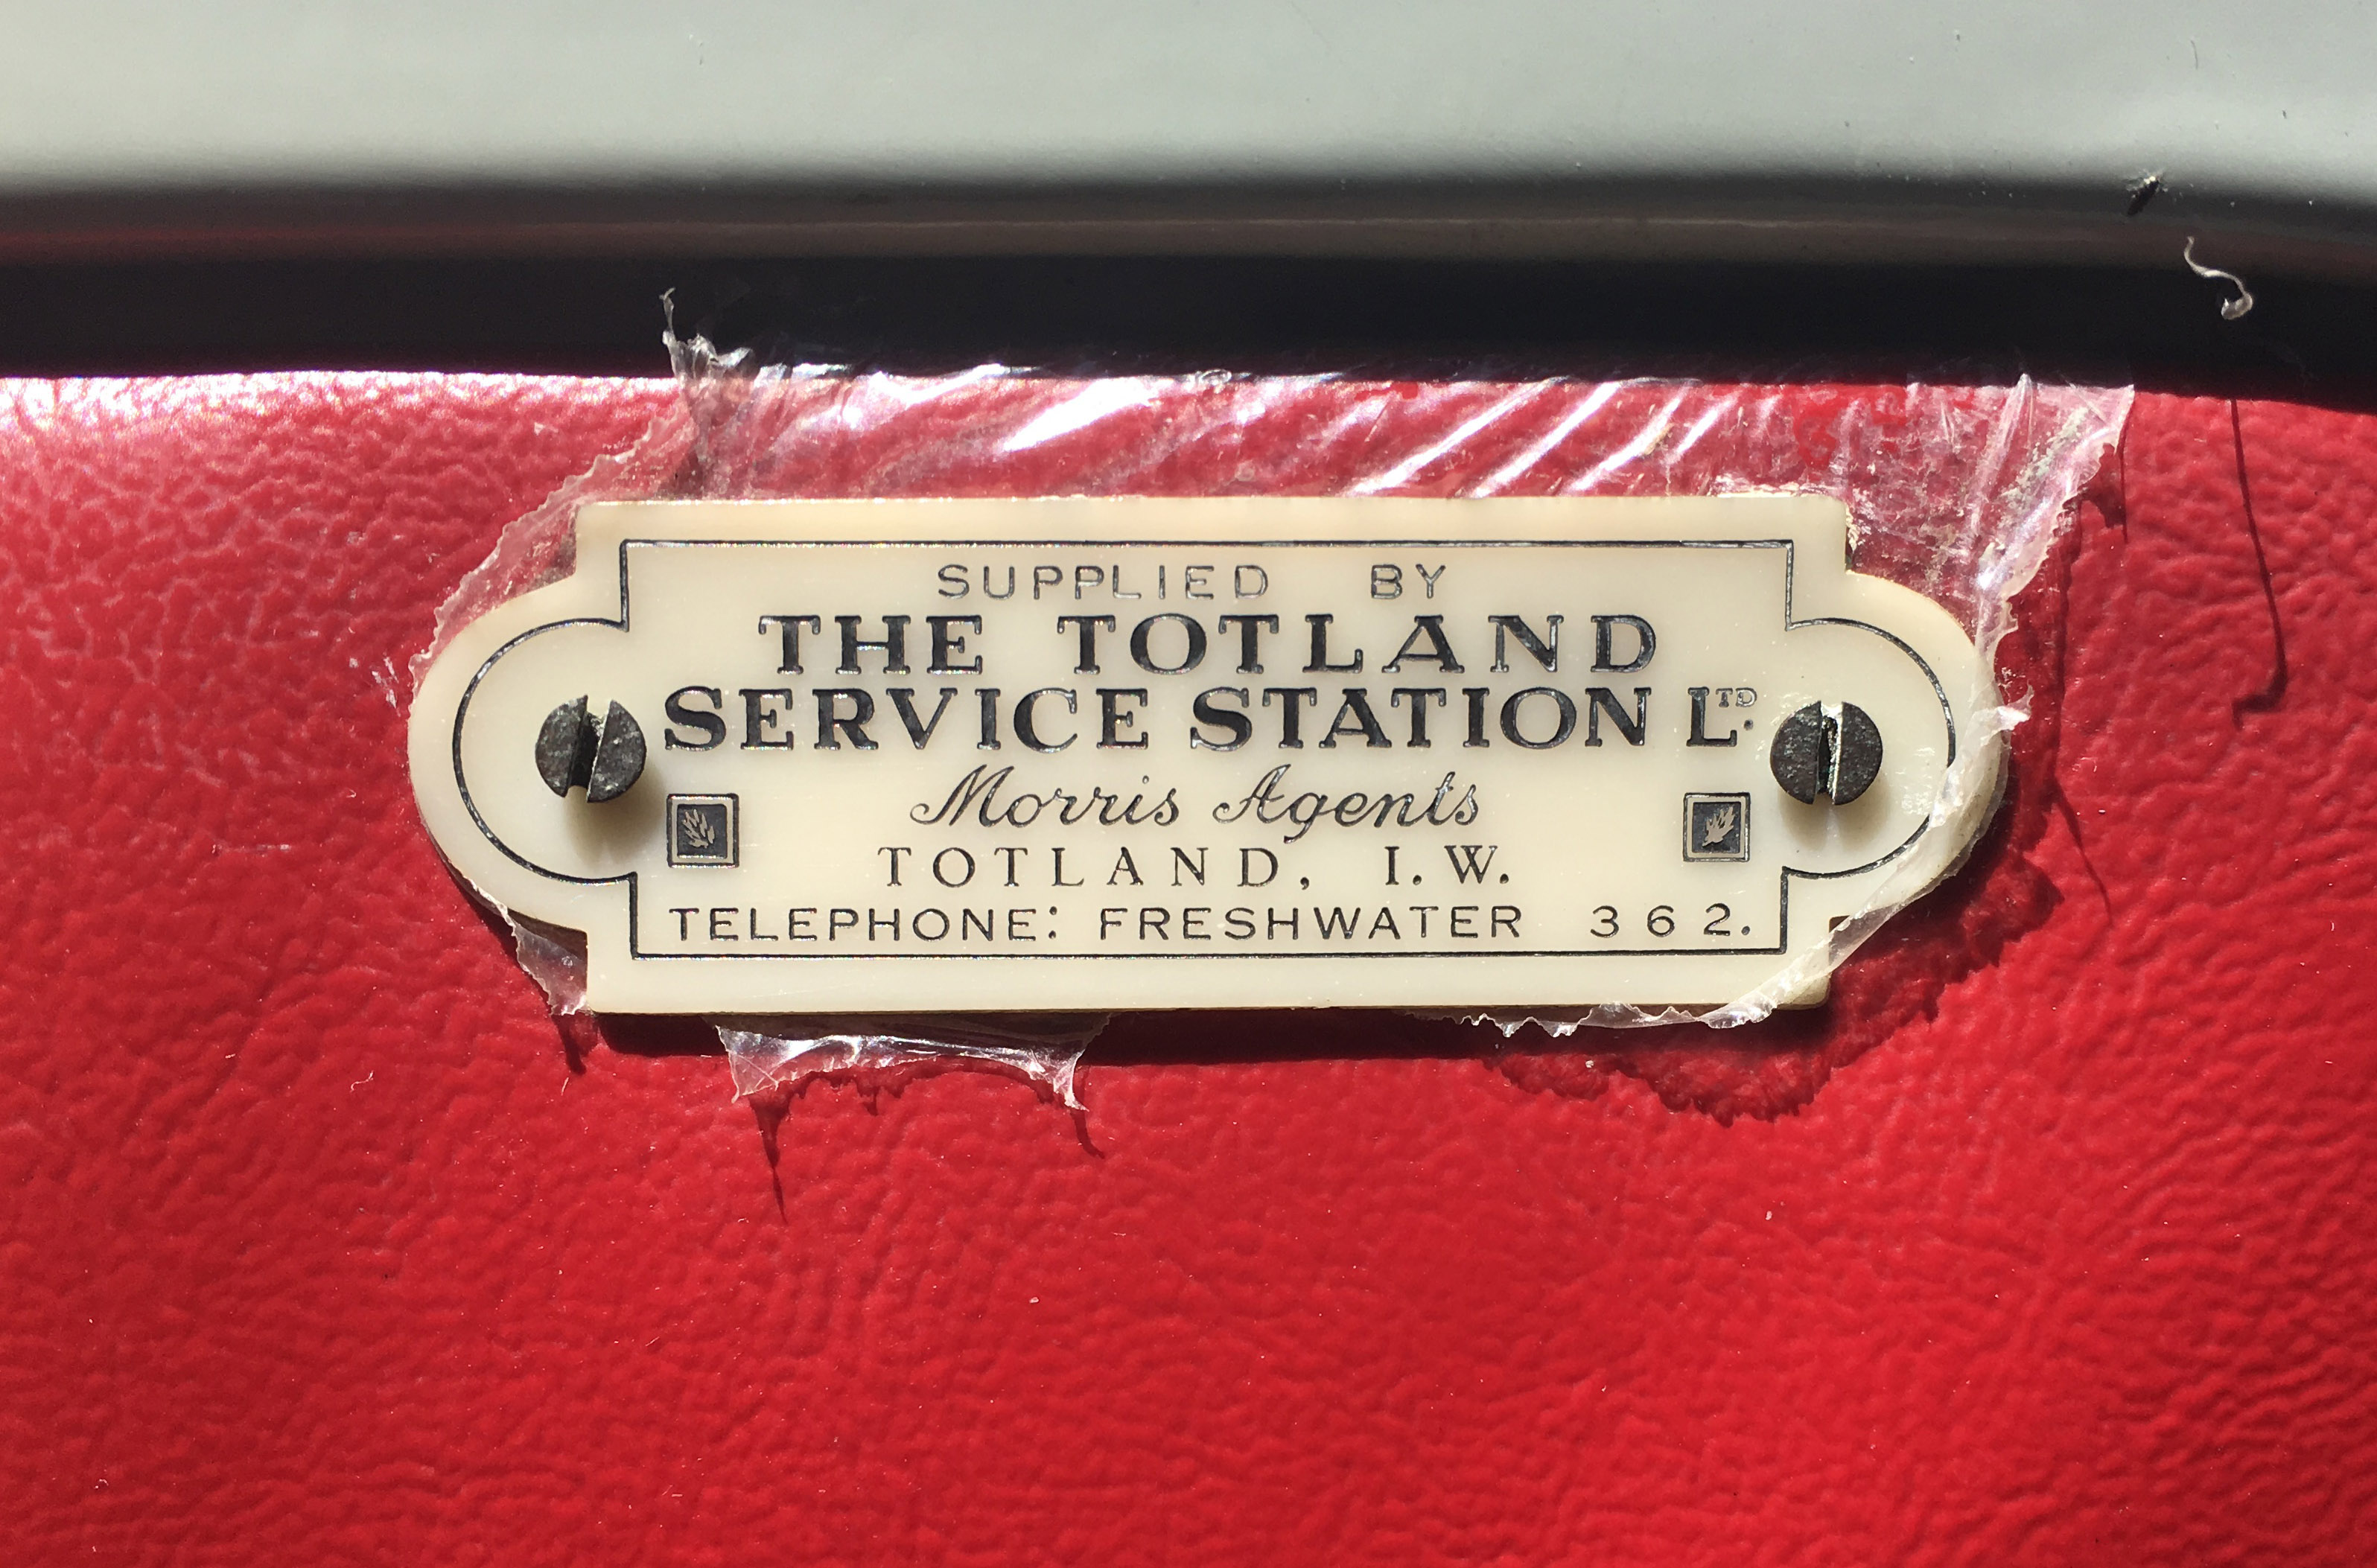 SUPPLIED BY
THE TOTLAND
SERVICE STATION LTD.
Morris Agents
TOTLAND, I.W.
TELEPHONE: FRESHWATER 362.